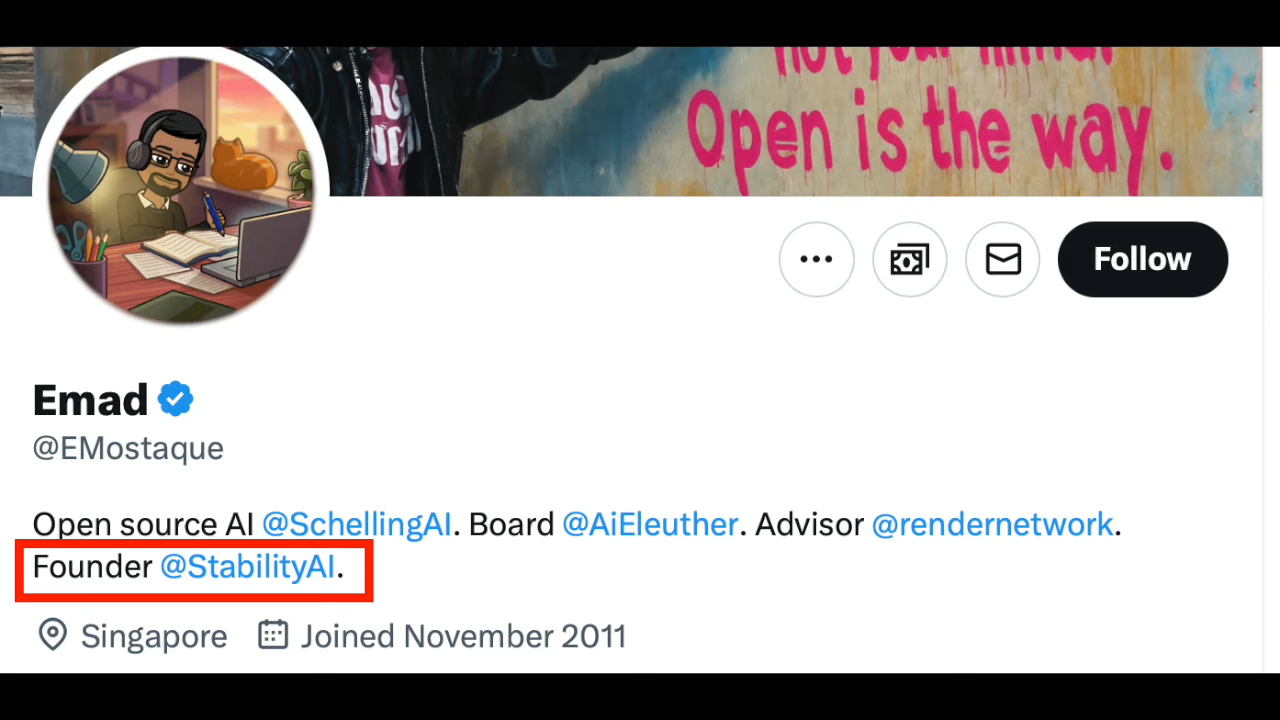 Open is the way.
Follow
Emad
@EMostaque
Open source AI @SchellingAI. Board @AiEleuther. Advisor @rendernetwork.
Founder @StabilityAI.
Singapore Joined November 2011